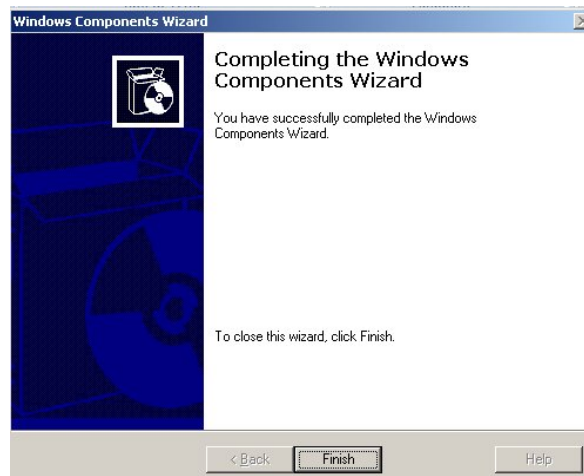 Windows Components Wizard
Completing the Windows
Components Wizard
You have successfully completed the Windows
Components Wizard.
To close this wizard, click Finish.
< Back
Finish
Help